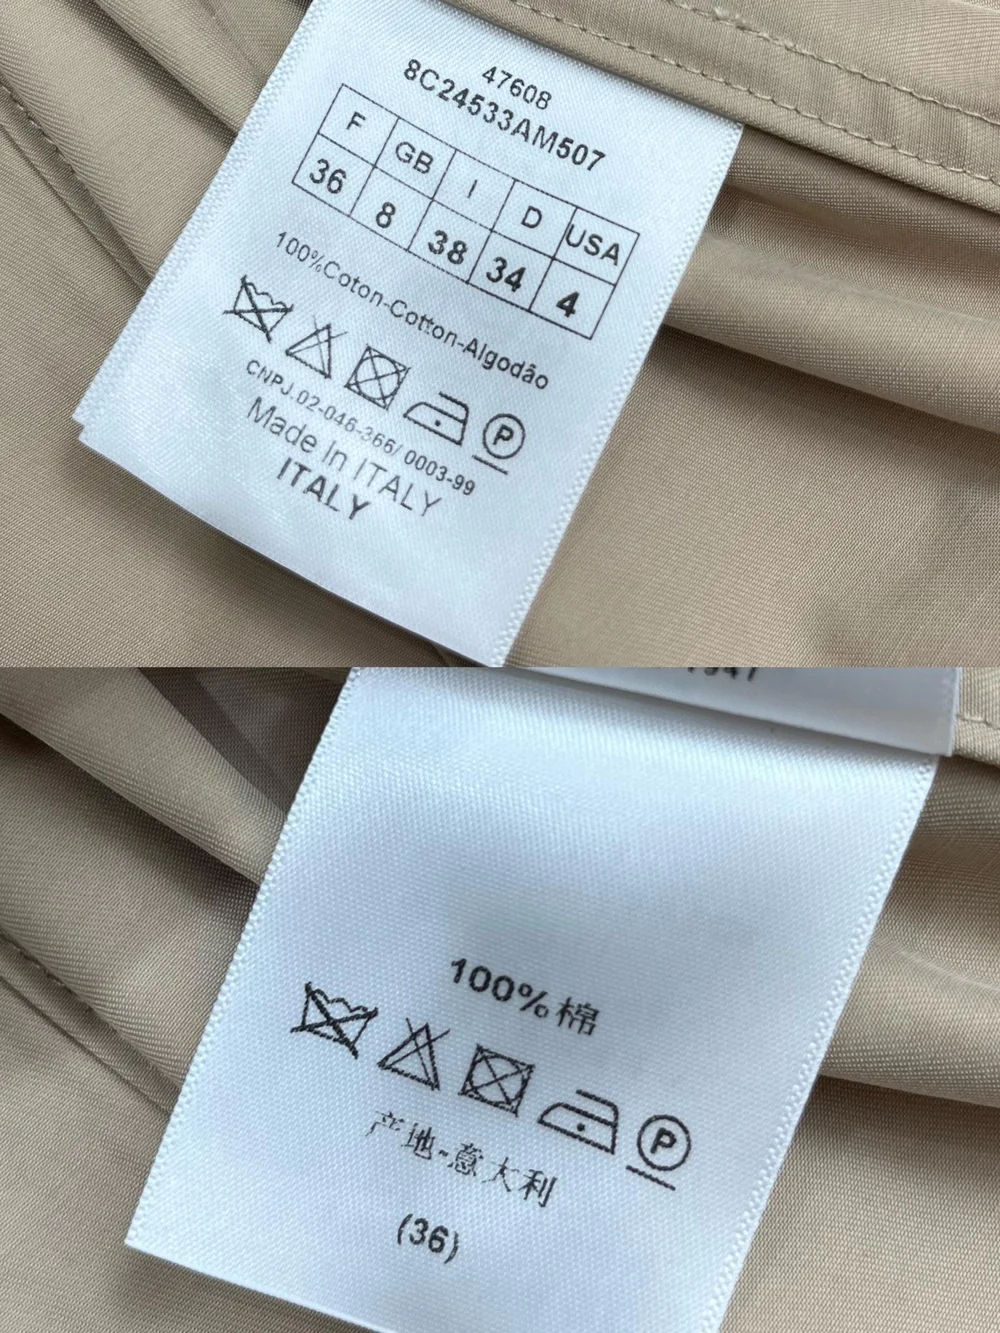 47608
8C24533AM507
F GB I D USA
36 8 38 34 4
100%Coton-Cotton-Algodão
P
CNPJ.02-046-366/ 0003-99
Made In ITALY
ITALY
100%棉
P
产地-意大利
(36)